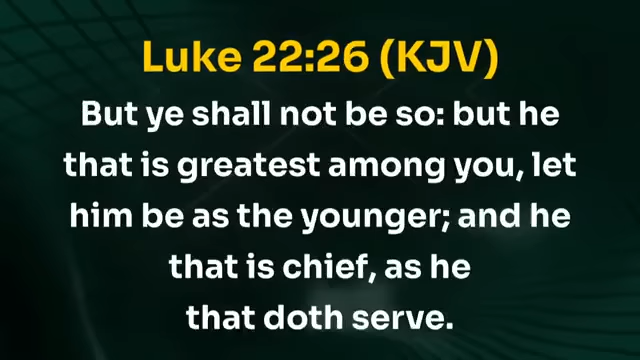 Luke 22:26 (KJV)
But ye shall not be so: but he
that is greatest among you, let
him be as the younger; and he
that is chief, as he
that doth serve.